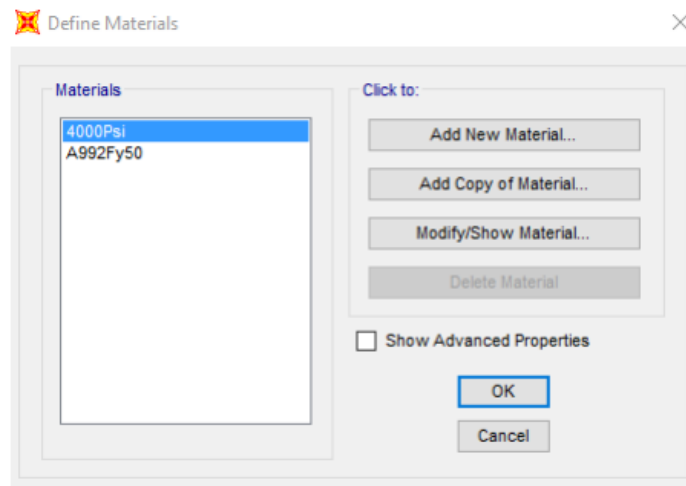 Define Materials
Materials
4000Psi
A992Fy50
Click to:
Add New Material...
Add Copy of Material...
Modify/Show Material...
Delete Material
Show Advanced Properties
OK
Cancel